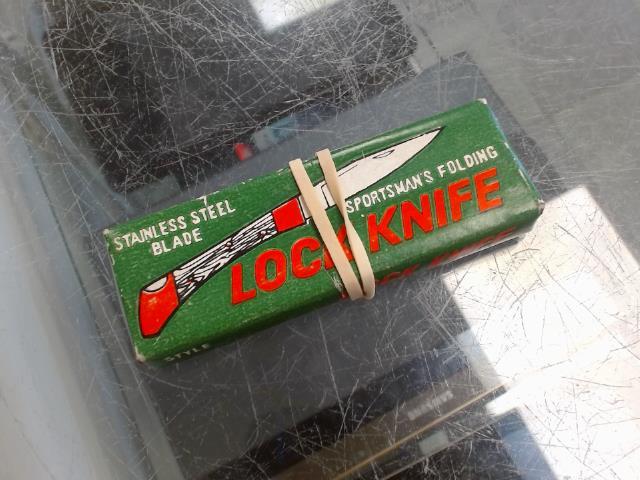 STAINLESS STEEL
BLADE
SPORTSMAN'S FOLDING
LOCK KNIFE
STYLE